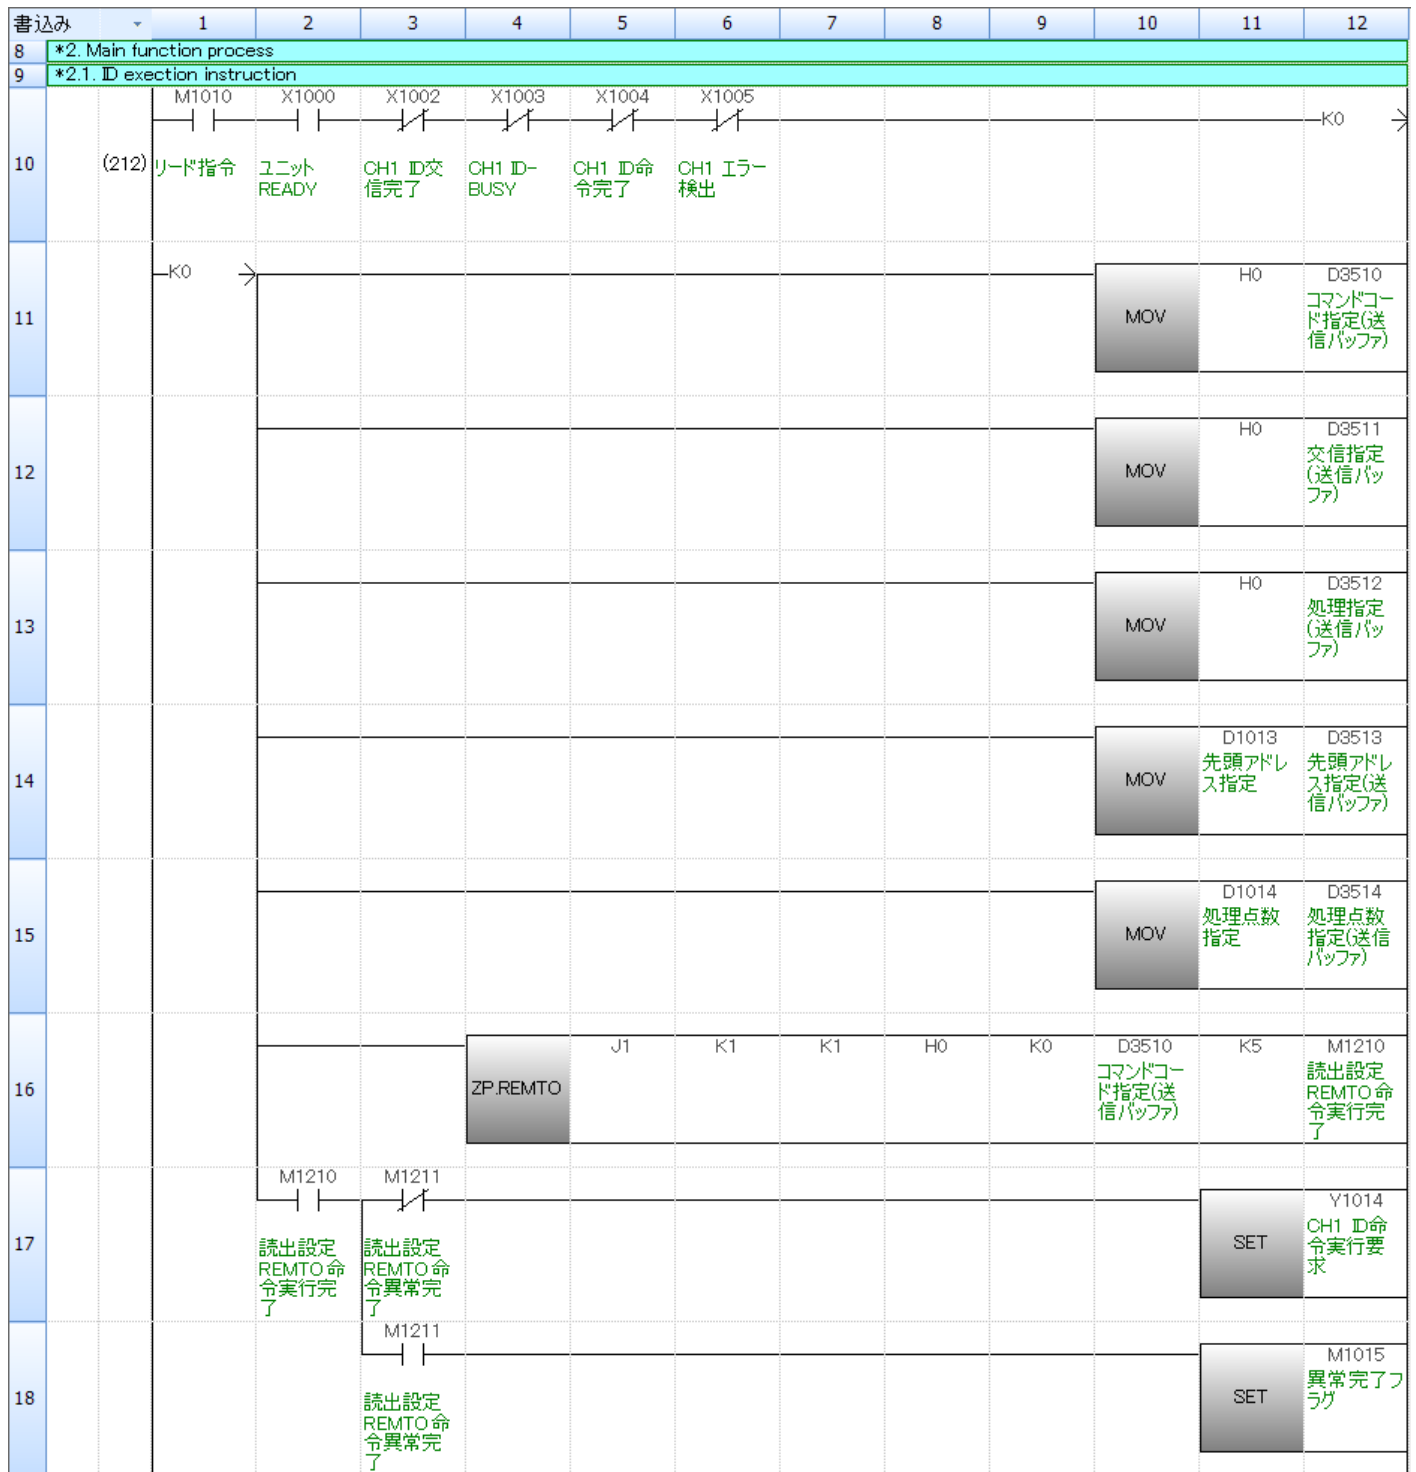 書込み 1 2 3 4 5 6 7 8 9 10 11 12
8 *2. Main function process
9 *2.1. ID exection instruction
M1010 X1000 X1002 X1003 X1004 X1005
K0
10 (212) リード指令 ユニット CH1 ID交 CH1 ID- CH1 ID命 CH1 エラー
READY 信完了 BUSY 令完了 検出
K0 H0 D3510
コマンドコー
11 MOV ド指定(送
信バッファ)
H0 D3511
交信指定
12 MOV (送信バッ
ファ)
H0 D3512
処理指定
13 MOV (送信バッ
ファ)
D1013 D3513
先頭アドレ 先頭アドレ
14 MOV ス指定 ス指定(送
信バッファ)
D1014 D3514
処理点数 処理点数
15 MOV 指定 指定(送信
バッファ)
J1 K1 K1 H0 K0 D3510 K5 M1210
コマンドコー 読出設定
16 ZP.REMTO ド指定(送 REMTO命
信バッファ) 令実行完
了
M1210 M1211 Y1014
CH1 ID命
17 読出設定 読出設定 SET 令実行要
REMTO命 REMTO命 求
令実行完 令異常完
了 了
M1211 M1015
異常完了フ
18 読出設定 SET ラグ
REMTO命
令異常完
了